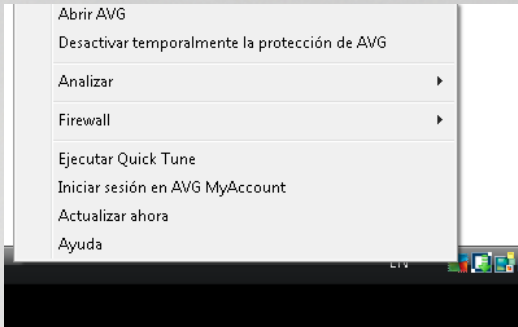 Abrir AVG
Desactivar temporalmente la protección de AVG
Analizar
Firewall
Ejecutar Quick Tune
Iniciar sesión en AVG MyAccount
Actualizar ahora
Ayuda
EN